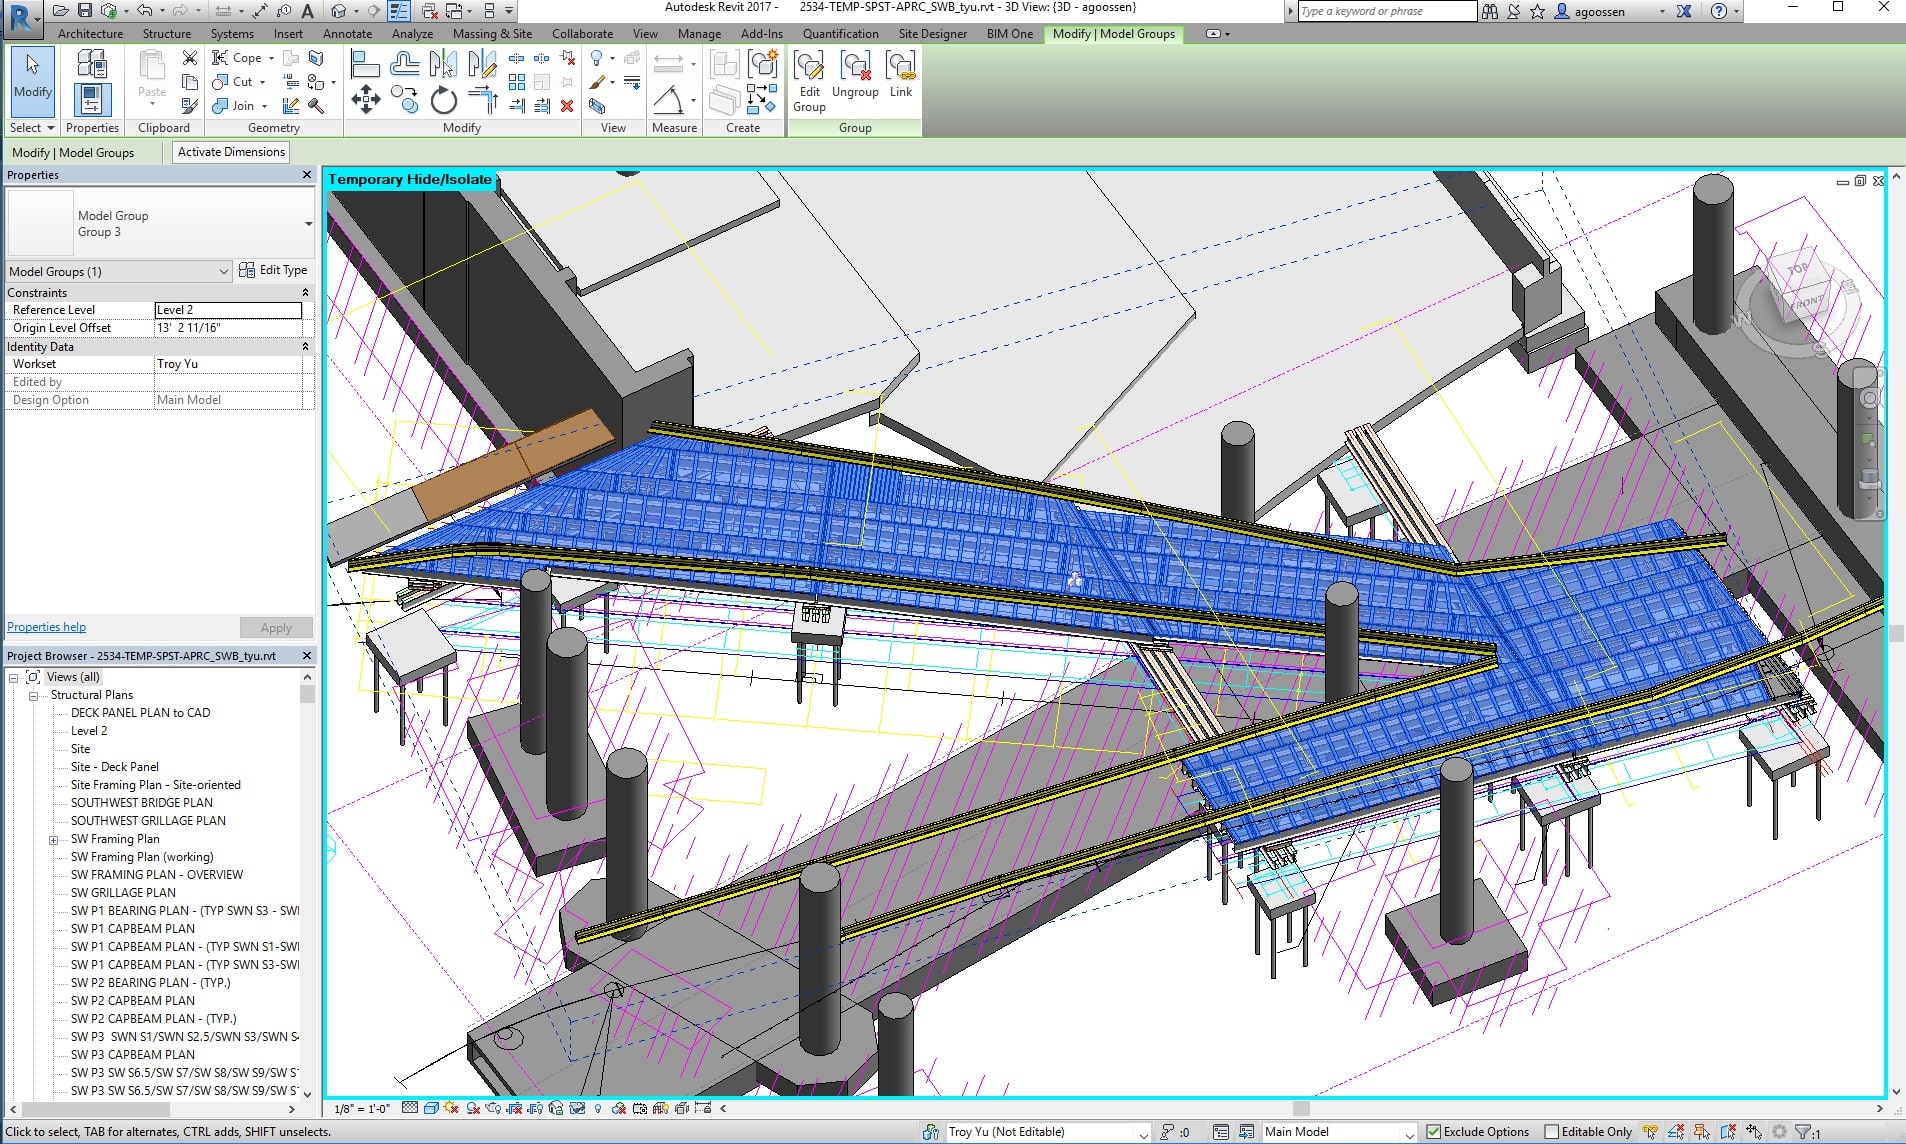 Autodesk Revit 2017 - 2534-TEMP-SPST-APRC_SWB_tyu.rvt - 3D View: {3D - agoossen}
Type a keyword or phrase
agoossen
Architecture Structure Systems Insert Annotate Analyze Massing & Site Collaborate View Manage Add-Ins Quantification Site Designer BIM One Modify | Model Groups
Modify
Paste
Cope
Cut
Join
Edit Group
Ungroup
Link
Select Properties Clipboard Geometry Modify View Measure Create Group
Modify | Model Groups Activate Dimensions
Properties
Model Group
Group 3
Model Groups (1) Edit Type
Constraints
Reference Level Level 2
Origin Level Offset 13' 2 11/16"
Identity Data
Workset Troy Yu
Edited by
Design Option Main Model
Properties help Apply
Project Browser - 2534-TEMP-SPST-APRC_SWB_tyu.rvt
Views (all)
Structural Plans
DECK PANEL PLAN to CAD
Level 2
Site
Site - Deck Panel
Site Framing Plan - Site-oriented
SOUTHWEST BRIDGE PLAN
SOUTHWEST GRILLAGE PLAN
SW Framing Plan
SW Framing Plan (working)
SW FRAMING PLAN - OVERVIEW
SW GRILLAGE PLAN
SW P1 BEARING PLAN - (TYP SWN S3 - SWI
SW P1 CAPBEAM PLAN
SW P1 CAPBEAM PLAN - (TYP SWN S1-SWI
SW P1 CAPBEAM PLAN - (TYP SWN S3-SWI
SW P2 BEARING PLAN - (TYP.)
SW P2 CAPBEAM PLAN
SW P2 CAPBEAM PLAN - (TYP.)
SW P3 SWN S1/SWN S2.5/SWN S3/SWN S4
SW P3 CAPBEAM PLAN
SW P3 SW S6.5/SW S7/SW S8/SW S9/SW S1
SW P3 SW S6.5/SW S7/SW S8/SW S9/SW S1
Temporary Hide/Isolate
TOP
FRONT
W
S
1/8" = 1'-0"
Click to select, TAB for alternates, CTRL adds, SHIFT unselects.
Troy Yu (Not Editable)
:0
Main Model
Exclude Options
Editable Only
:1